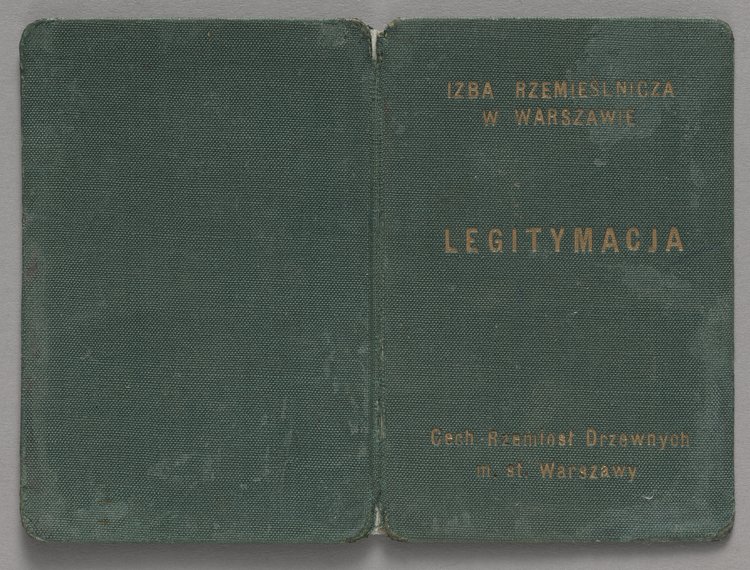 IZBA RZEMIEŚLNICZA
W WARSZAWIE
LEGITYMACJA
Cech Rzemiosł Drzewnych
m. st. Warszawy